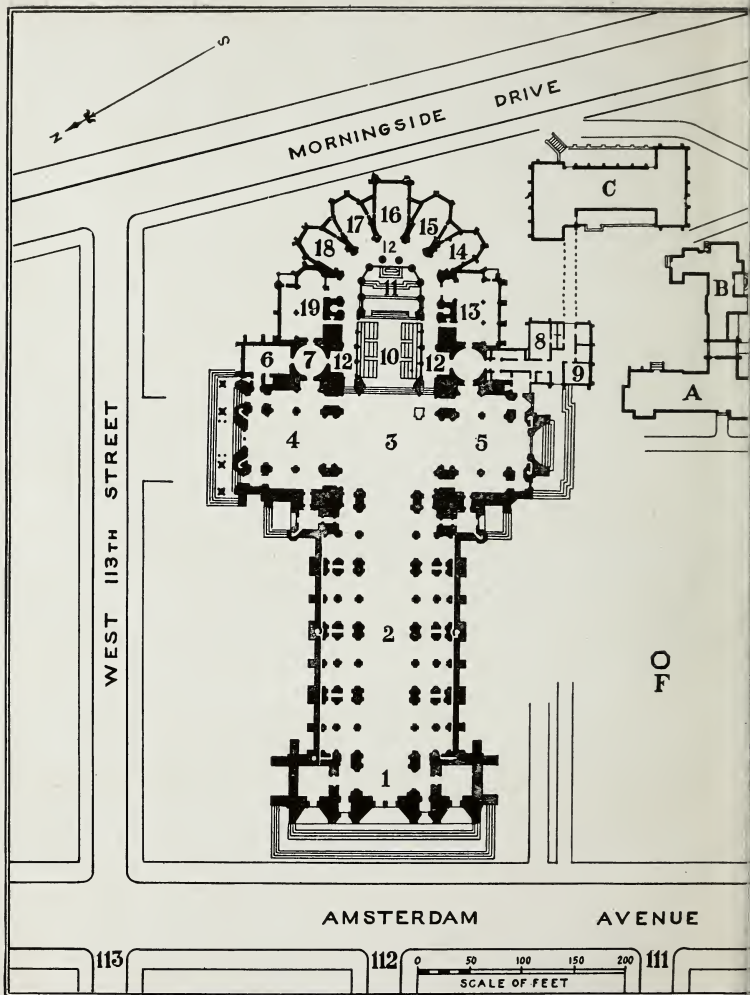 S
N
MORNINGSIDE DRIVE
C
16
17 15
12
18 14
B
11
19 13
8
6 7 12 10 12
9
A
4 3 5
WEST 113TH STREET
2
F
1
AMSTERDAM AVENUE
113 112 111
0 50 100 150 200
SCALE OF FEET